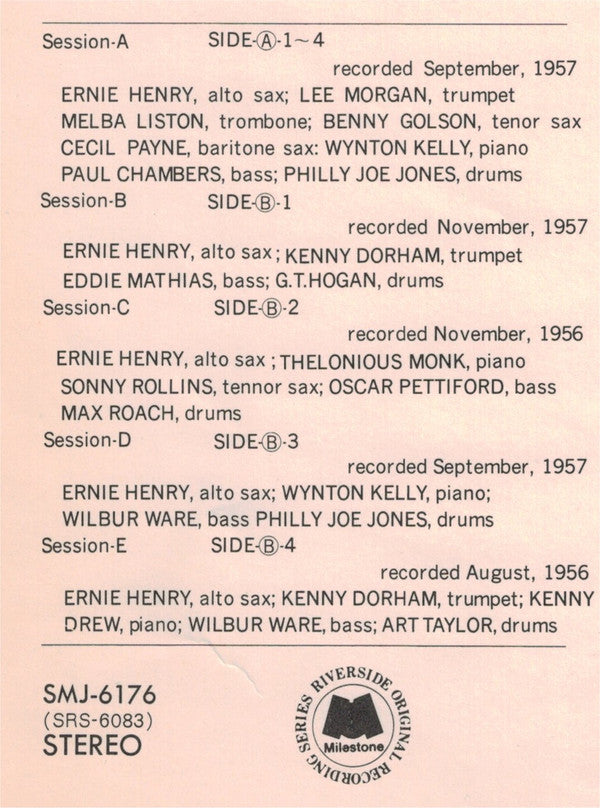 Session-A SIDE-Ⓐ-1~4
recorded September, 1957
ERNIE HENRY, alto sax; LEE MORGAN, trumpet
MELBA LISTON, trombone; BENNY GOLSON, tenor sax
CECIL PAYNE, baritone sax: WYNTON KELLY, piano
PAUL CHAMBERS, bass; PHILLY JOE JONES, drums
Session-B SIDE-Ⓑ-1
recorded November, 1957
ERNIE HENRY, alto sax; KENNY DORHAM, trumpet
EDDIE MATHIAS, bass; G.T.HOGAN, drums
Session-C SIDE-Ⓑ-2
recorded November, 1956
ERNIE HENRY, alto sax; THELONIOUS MONK, piano
SONNY ROLLINS, tennor sax; OSCAR PETTIFORD, bass
MAX ROACH, drums
Session-D SIDE-Ⓑ-3
recorded September, 1957
ERNIE HENRY, alto sax; WYNTON KELLY, piano;
WILBUR WARE, bass PHILLY JOE JONES, drums
Session-E SIDE-Ⓑ-4
recorded August, 1956
ERNIE HENRY, alto sax; KENNY DORHAM, trumpet; KENNY
DREW, piano; WILBUR WARE, bass; ART TAYLOR, drums
SMJ-6176
(SRS-6083)
STEREO
RIVERSIDE ORIGINAL RECORDING SERIES
Milestone